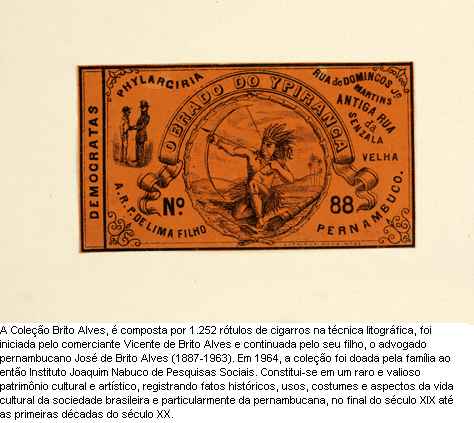 DEMOCRATAS
PHYLARCIRIA
O BRADO DO YPIRANGA
RUA de DOMINGOS Je
MARTINS
ANTIGA RUA
da
SENZALA
VELHA
PERNAMBUCO.
A.R.P. DE LIMA FILHO
Nº 88
A Coleção Brito Alves, é composta por 1.252 rótulos de cigarros na técnica litográfica, foi
iniciada pelo comerciante Vicente de Brito Alves e continuada pelo seu filho, o advogado
pernambucano José de Brito Alves (1887-1963). Em 1964, a coleção foi doada pela família ao
então Instituto Joaquim Nabuco de Pesquisas Sociais. Constitui-se em um raro e valioso
patrimônio cultural e artístico, registrando fatos históricos, usos, costumes e aspectos da vida
cultural da sociedade brasileira e particularmente da pernambucana, no final do século XIX até
as primeiras décadas do século XX.